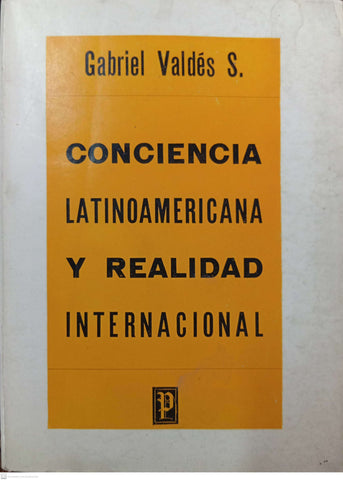 Gabriel Valdés S.
CONCIENCIA
LATINOAMERICANA
Y REALIDAD
INTERNACIONAL
P